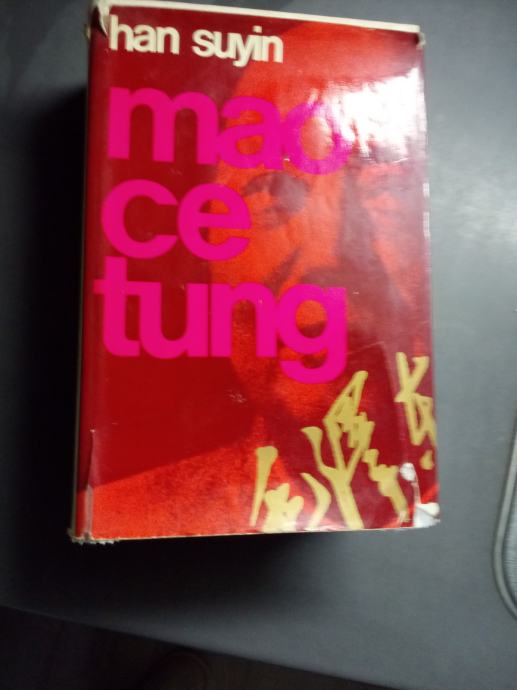 han suyin
mao
ce
tung